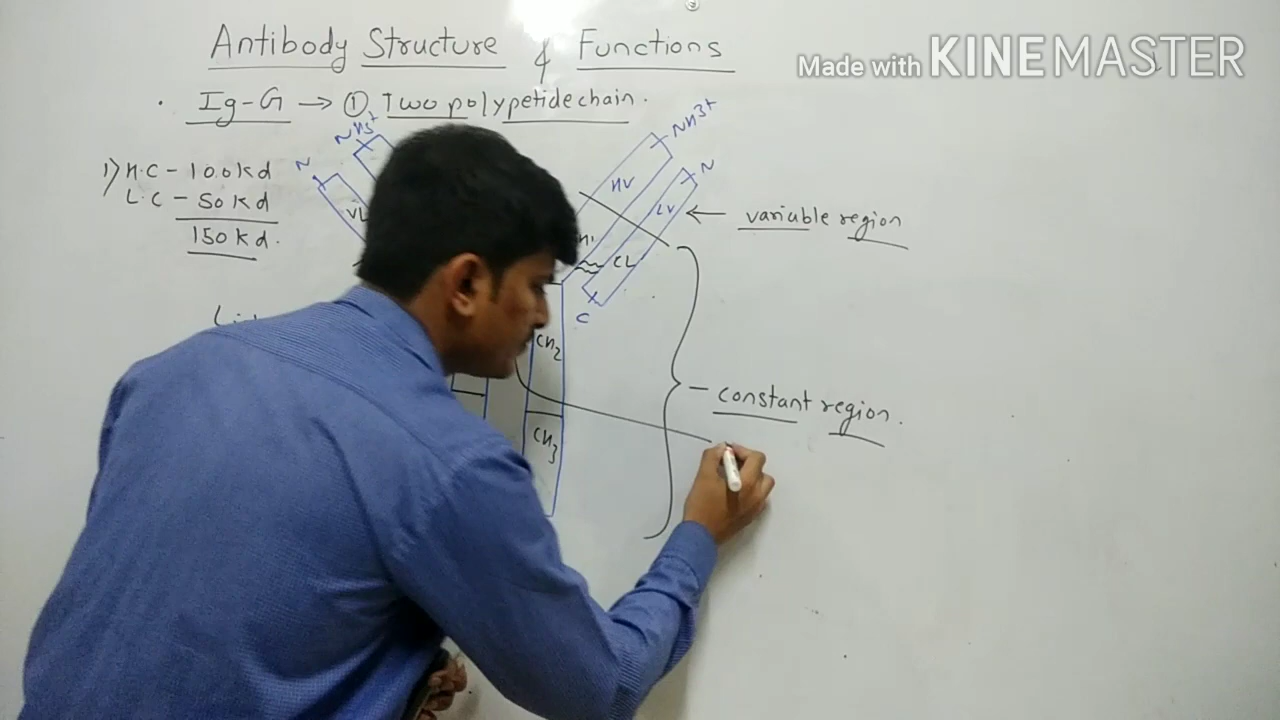 Antibody Structure & Functions
Made with KINEMASTER
Ig-G → ① Two polypetide chain.
NH3+
NH3+
N
N
1) H.C - 100kd
L.C - 50kd
150kd.
HV
VL
LV
← variable region
CL
C
CH2
- constant region.
CH3